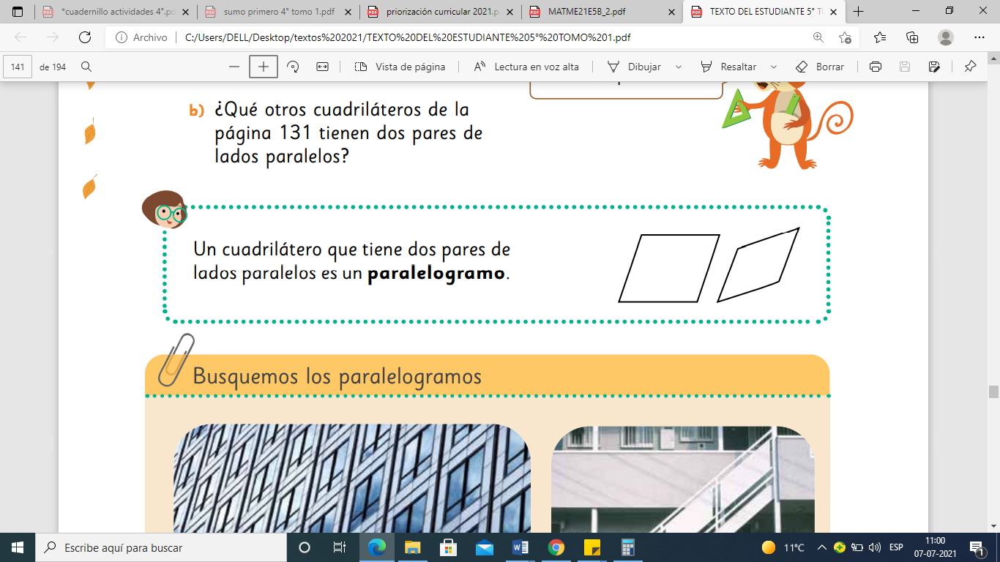 *cuadernillo actividades 4°.pd
sumo primero 4° tomo 1.pdf
priorización curricular 2021.p
MATME21E5B_2.pdf
TEXTO DEL ESTUDIANTE 5° T
Archivo
C:/Users/DELL/Desktop/textos%202021/TEXTO%20DEL%20ESTUDIANTE%205°%20TOMO%201.pdf
141 de 194
Vista de página
Lectura en voz alta
Dibujar
Resaltar
Borrar
b) ¿Qué otros cuadriláteros de la
página 131 tienen dos pares de
lados paralelos?
Un cuadrilátero que tiene dos pares de
lados paralelos es un paralelogramo.
Busquemos los paralelogramos
Escribe aquí para buscar
11°C
ESP
11:00
07-07-2021
1